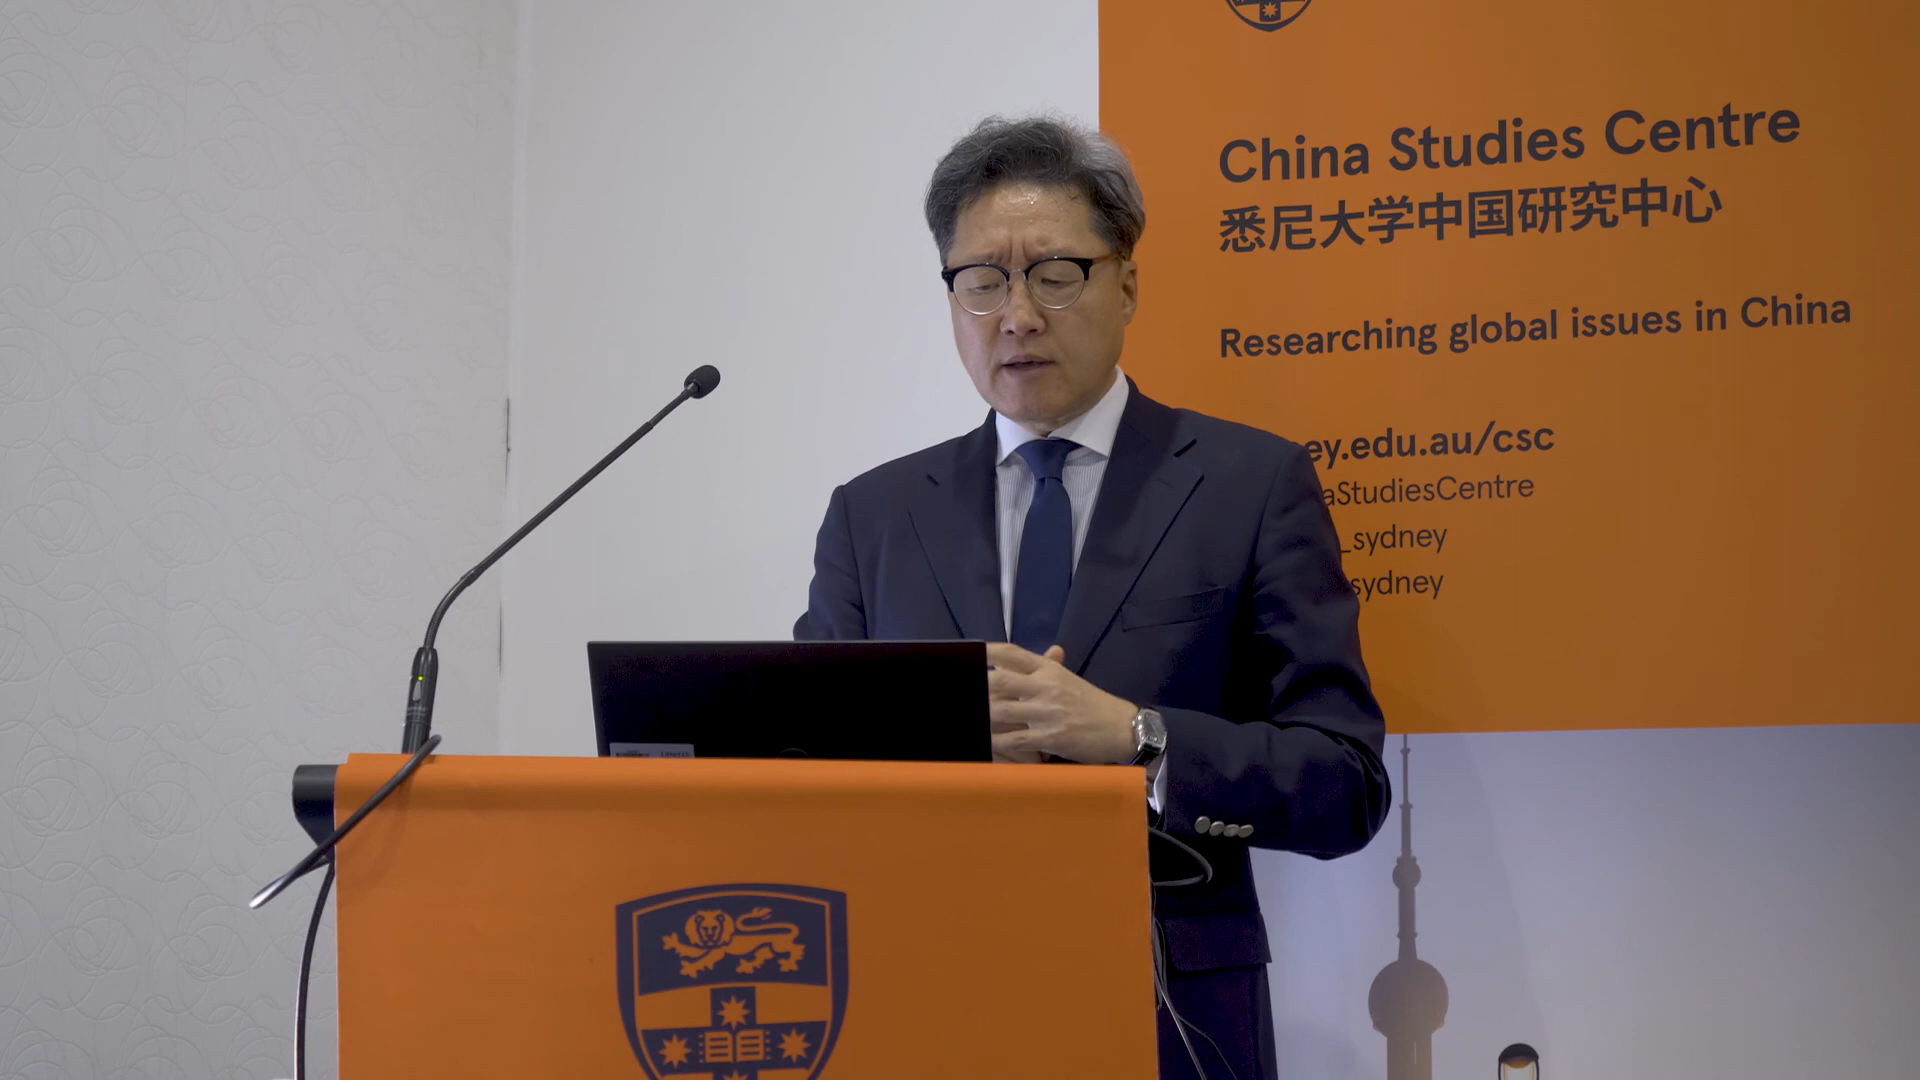 China Studies Centre
悉尼大学中国研究中心
Researching global issues in China
ey.edu.au/csc
aStudiesCentre
_sydney
sydney